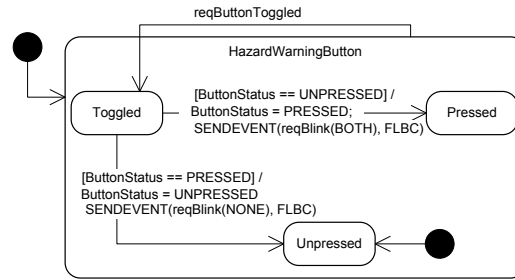 reqButtonToggled
HazardWarningButton
Toggled
[ButtonStatus == UNPRESSED] /
ButtonStatus = PRESSED;
SENDEVENT(reqBlink(BOTH), FLBC)
Pressed
[ButtonStatus == PRESSED] /
ButtonStatus = UNPRESSED
SENDEVENT(reqBlink(NONE), FLBC)
Unpressed